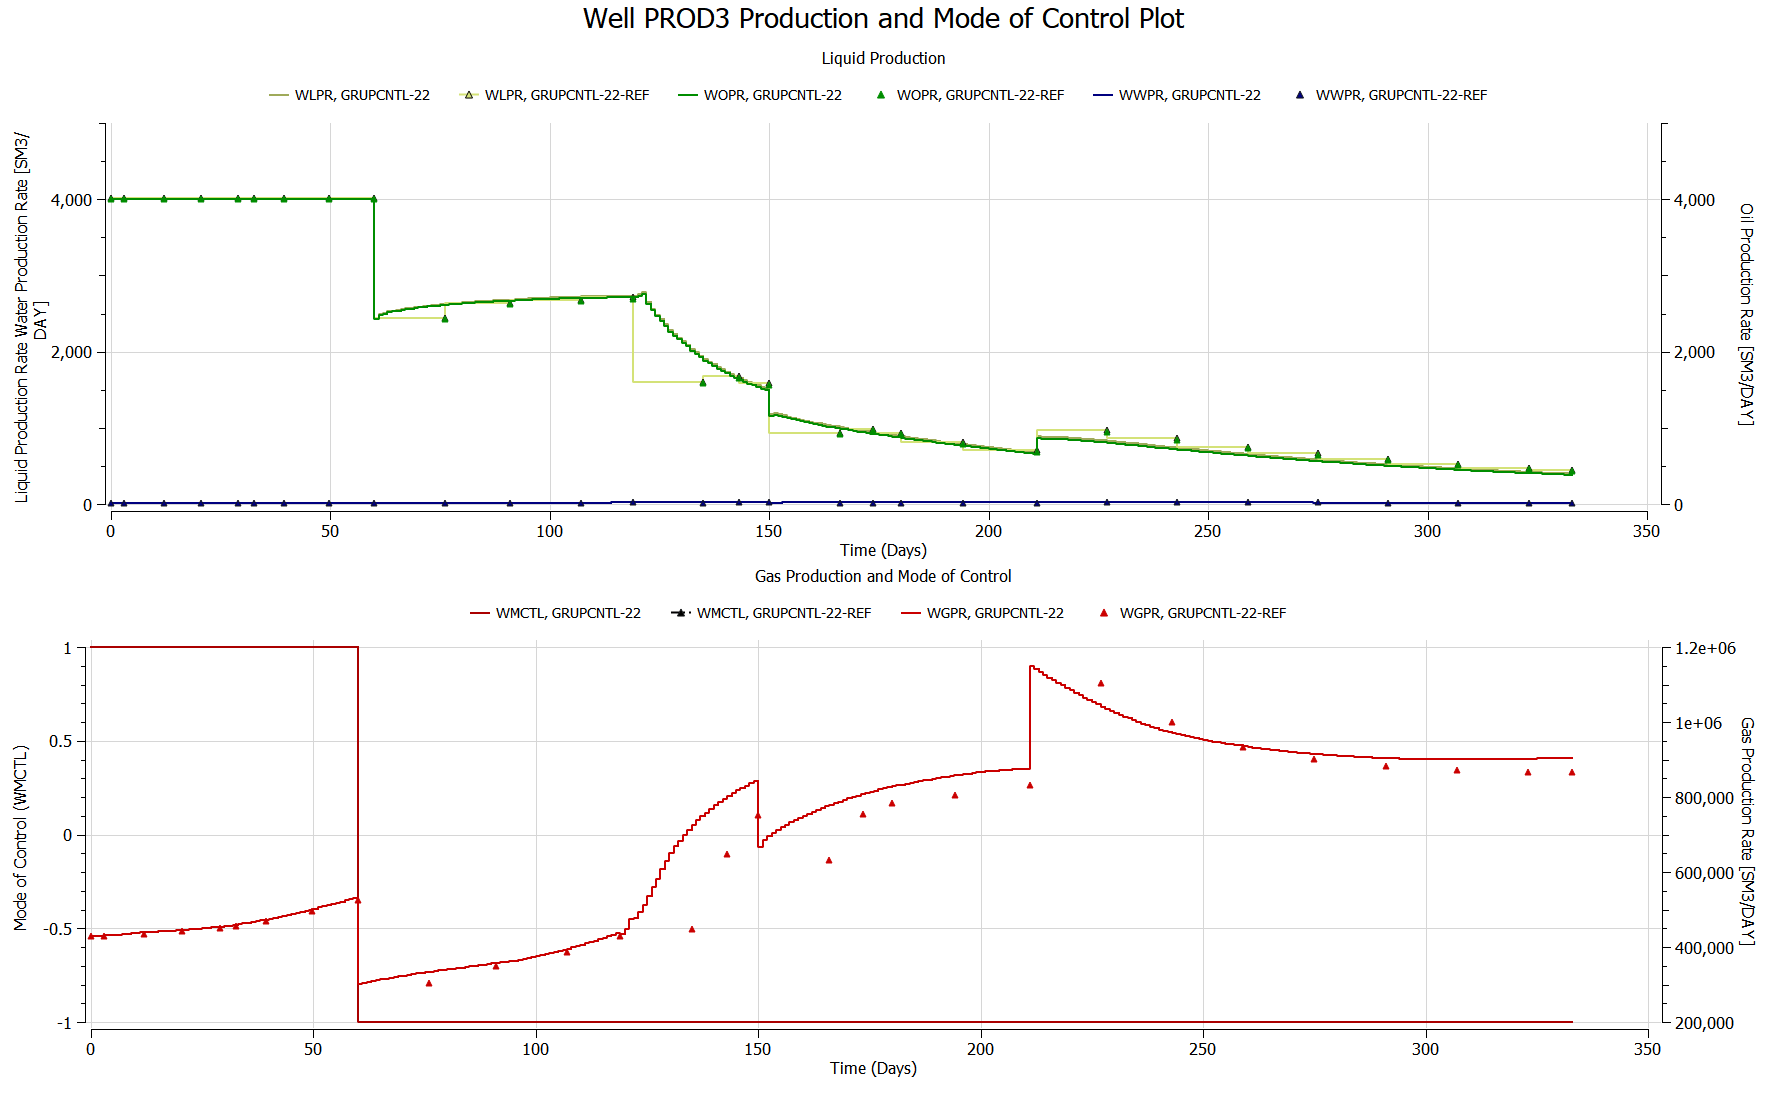 Well PROD3 Production and Mode of Control Plot
Liquid Production
WLPR, GRUPCNTL-22 WLPR, GRUPCNTL-22-REF WOPR, GRUPCNTL-22 WOPR, GRUPCNTL-22-REF WWPR, GRUPCNTL-22 WWPR, GRUPCNTL-22-REF
Liquid Production Rate Water Production Rate [SM3/
DAY]
4,000
2,000
0
4,000
2,000
0
Oil Production Rate [SM3/DAY]
0 50 100 150 200 250 300 350
Time (Days)
Gas Production and Mode of Control
WMCTL, GRUPCNTL-22 WMCTL, GRUPCNTL-22-REF WGPR, GRUPCNTL-22 WGPR, GRUPCNTL-22-REF
Mode of Control (WMCTL)
1
0.5
0
-0.5
-1
1.2e+06
1e+06
800,000
600,000
400,000
200,000
Gas Production Rate [SM3/DAY]
0 50 100 150 200 250 300 350
Time (Days)